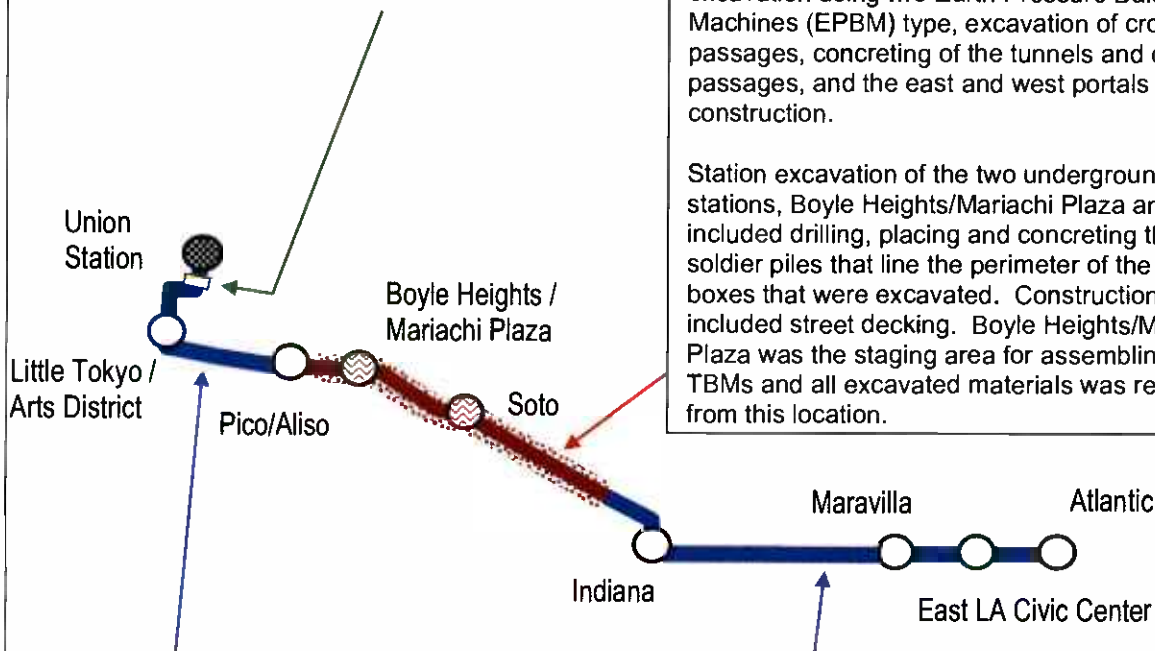 Machines (EPBM) type, excavation of cro
passages, concreting of the tunnels and
passages, and the east and west portals
construction.
Station excavation of the two undergroun
stations, Boyle Heights/Mariachi Plaza an
included drilling, placing and concreting th
soldier piles that line the perimeter of the
boxes that were excavated. Construction
included street decking. Boyle Heights/M
Plaza was the staging area for assemblin
TBMs and all excavated materials was re
from this location.
Union
Station
Boyle Heights /
Mariachi Plaza
Little Tokyo /
Arts District
Pico/Aliso
Soto
Maravilla
Atlantic
Indiana
East LA Civic Center